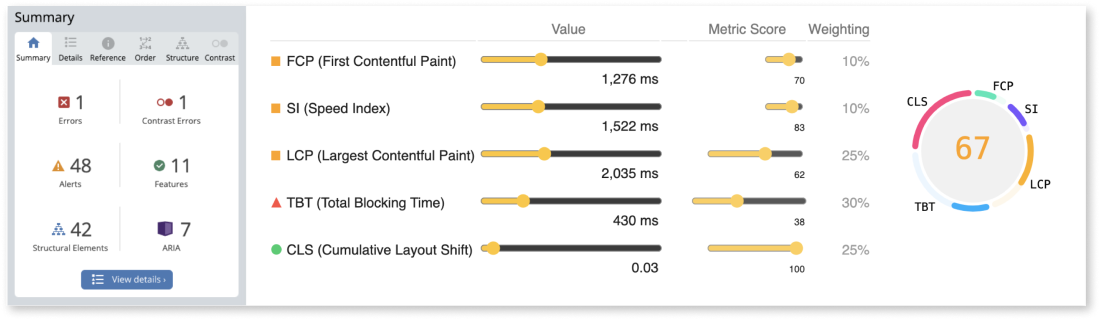 Summary
Summary Details Reference Order Structure Contrast
1
Errors
1
Contrast Errors
48
Alerts
11
Features
42
Structural Elements
7
ARIA
View details ›
Value Metric Score Weighting
FCP (First Contentful Paint)
1,276 ms
70
10%
SI (Speed Index)
1,522 ms
83
10%
LCP (Largest Contentful Paint)
2,035 ms
62
25%
TBT (Total Blocking Time)
430 ms
38
30%
CLS (Cumulative Layout Shift)
0.03
100
25%
FCP
CLS
SI
67
LCP
TBT